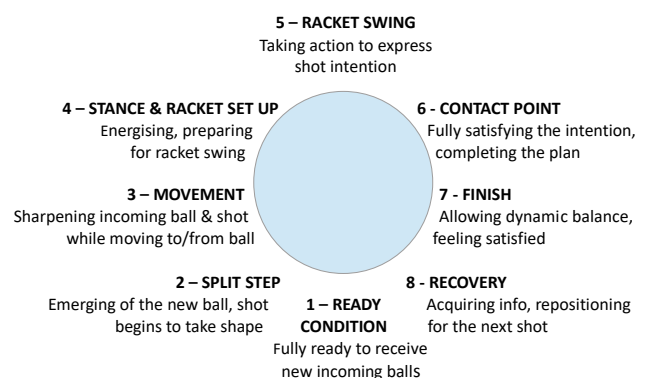 5 – RACKET SWING
Taking action to express
shot intention
4 – STANCE & RACKET SET UP
Energising, preparing
for racket swing
6 - CONTACT POINT
Fully satisfying the intention,
completing the plan
3 – MOVEMENT
Sharpening incoming ball & shot
while moving to/from ball
7 - FINISH
Allowing dynamic balance,
feeling satisfied
2 – SPLIT STEP
Emerging of the new ball, shot
begins to take shape
1 – READY
CONDITION
Fully ready to receive
new incoming balls
8 - RECOVERY
Acquiring info, repositioning
for the next shot